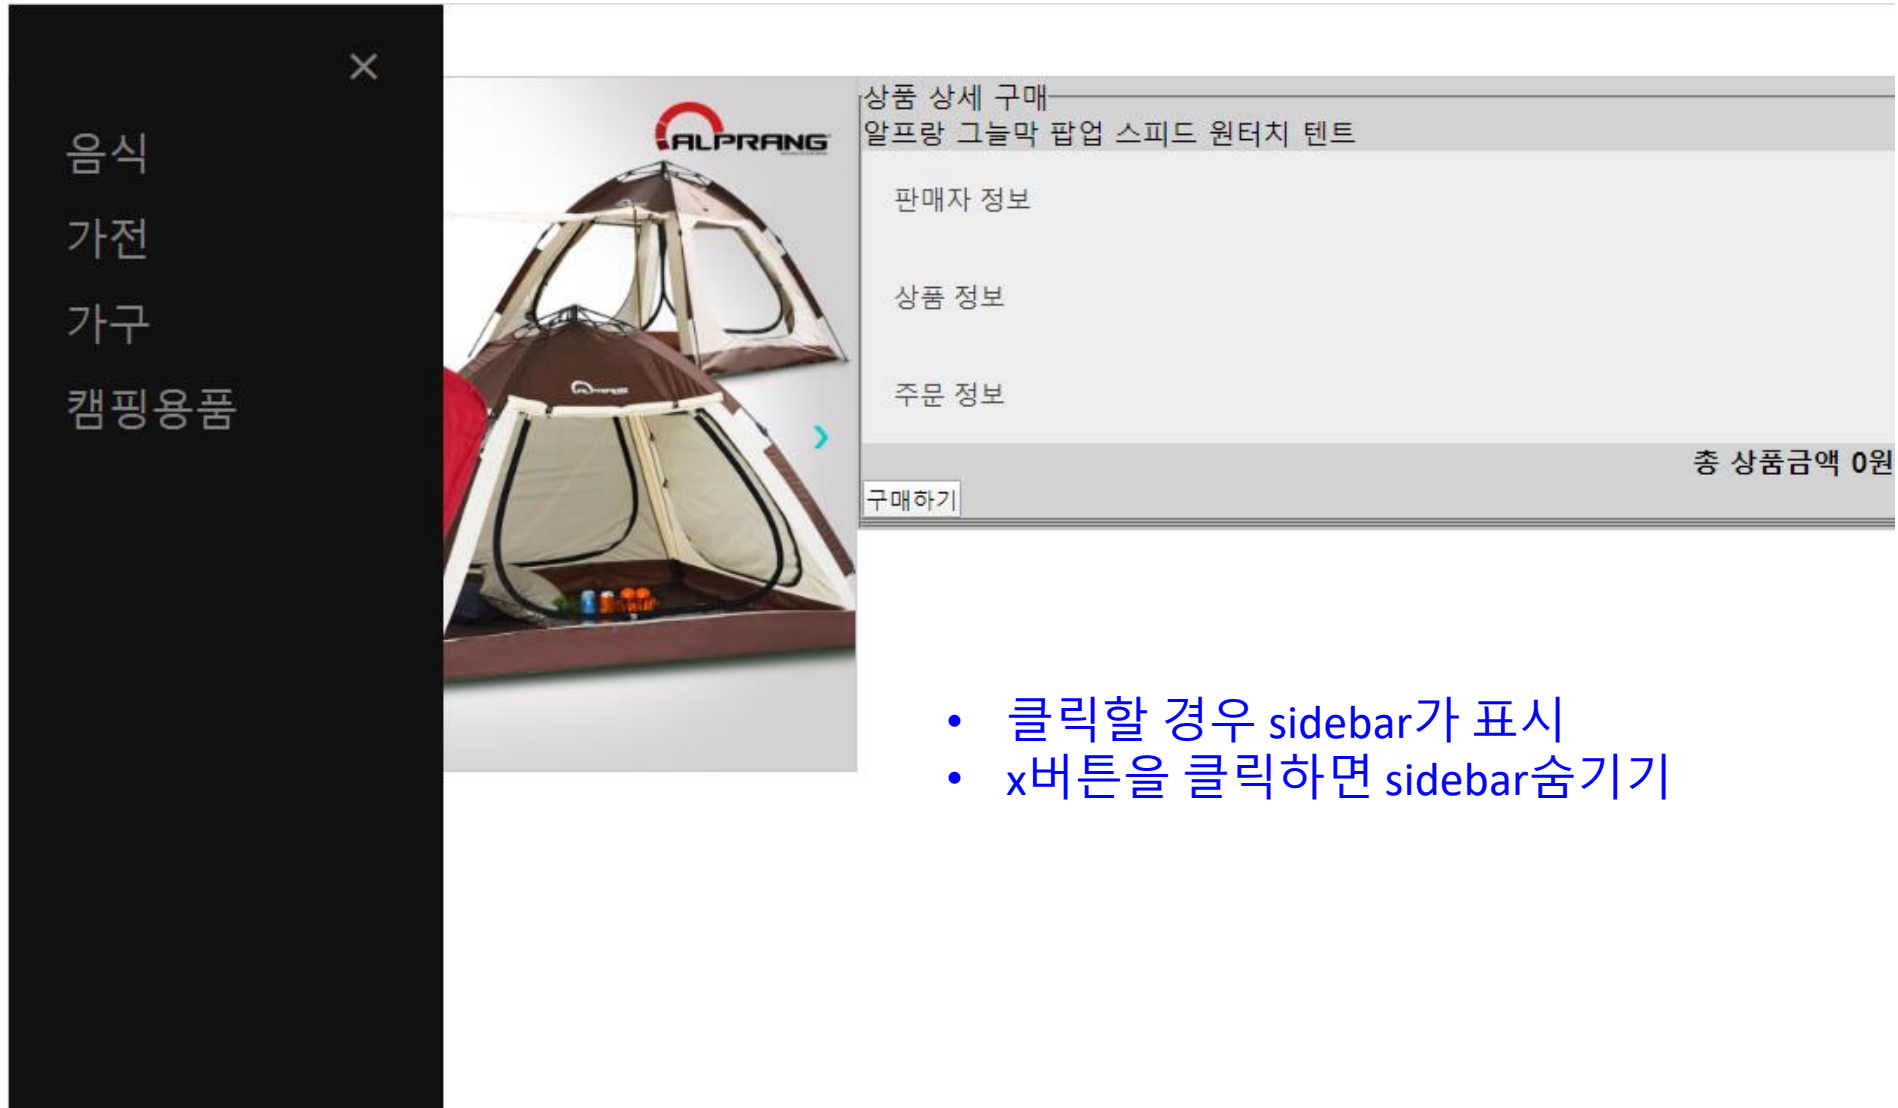 ×
음식
가전
가구
캠핑용품
ALPRANG
상품 상세 구매
알프랑 그늘막 팝업 스피드 원터치 텐트
판매자 정보
상품 정보
주문 정보
›
총 상품금액 0원
구매하기
• 클릭할 경우 sidebar가 표시
• x버튼을 클릭하면 sidebar숨기기